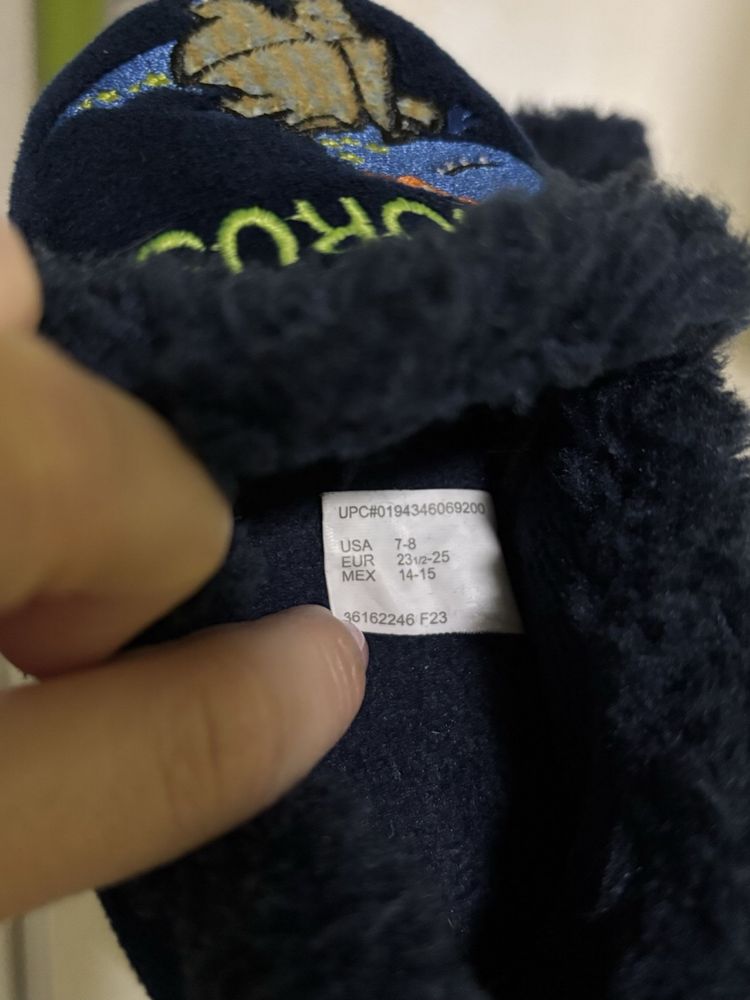 UPC#0194346069200
USA 7-8
EUR 23 1/2-25
MEX 14-15
36162246 F23